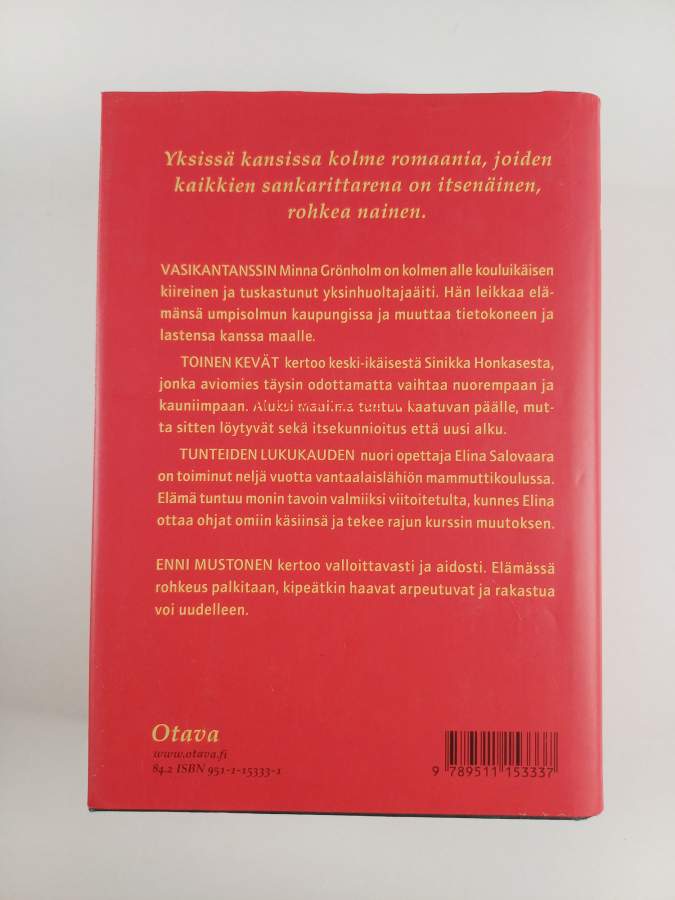 Yksissä kansissa kolme romaania, joiden
kaikkien sankarittarena on itsenäinen,
rohkea nainen.
VASIKANTANSSIN Minna Grönholm on kolmen alle kouluikäisen
kiireinen ja tuskastunut yksinhuoltajaäiti. Hän leikkaa elä-
mänsä umpisolmun kaupungissa ja muuttaa tietokoneen ja
lastensa kanssa maalle.
TOINEN KEVÄT kertoo keski-ikäisestä Sinikka Honkasesta,
jonka aviomies täysin odottamatta vaihtaa nuorempaan ja
kauniimpaan. Aluksi maailma tuntuu kaatuvan päälle, mut-
ta sitten löytyvät sekä itsekunnioitus että uusi alku.
TUNTEIDEN LUKUKAUDEN nuori opettaja Elina Salovaara
on toiminut neljä vuotta vantaalaislähiön mammuttikoulussa.
Elämä tuntuu monin tavoin valmiiksi viitoitetulta, kunnes Elina
ottaa ohjat omiin käsiinsä ja tekee rajun kurssin muutoksen.
ENNI MUSTONEN kertoo valloittavasti ja aidosti. Elämässä
rohkeus palkitaan, kipeätkin haavat arpeutuvat ja rakastua
voi uudelleen.
Otava
www.otava.fi
84.2 ISBN 951-1-15333-1
9 789511 153337